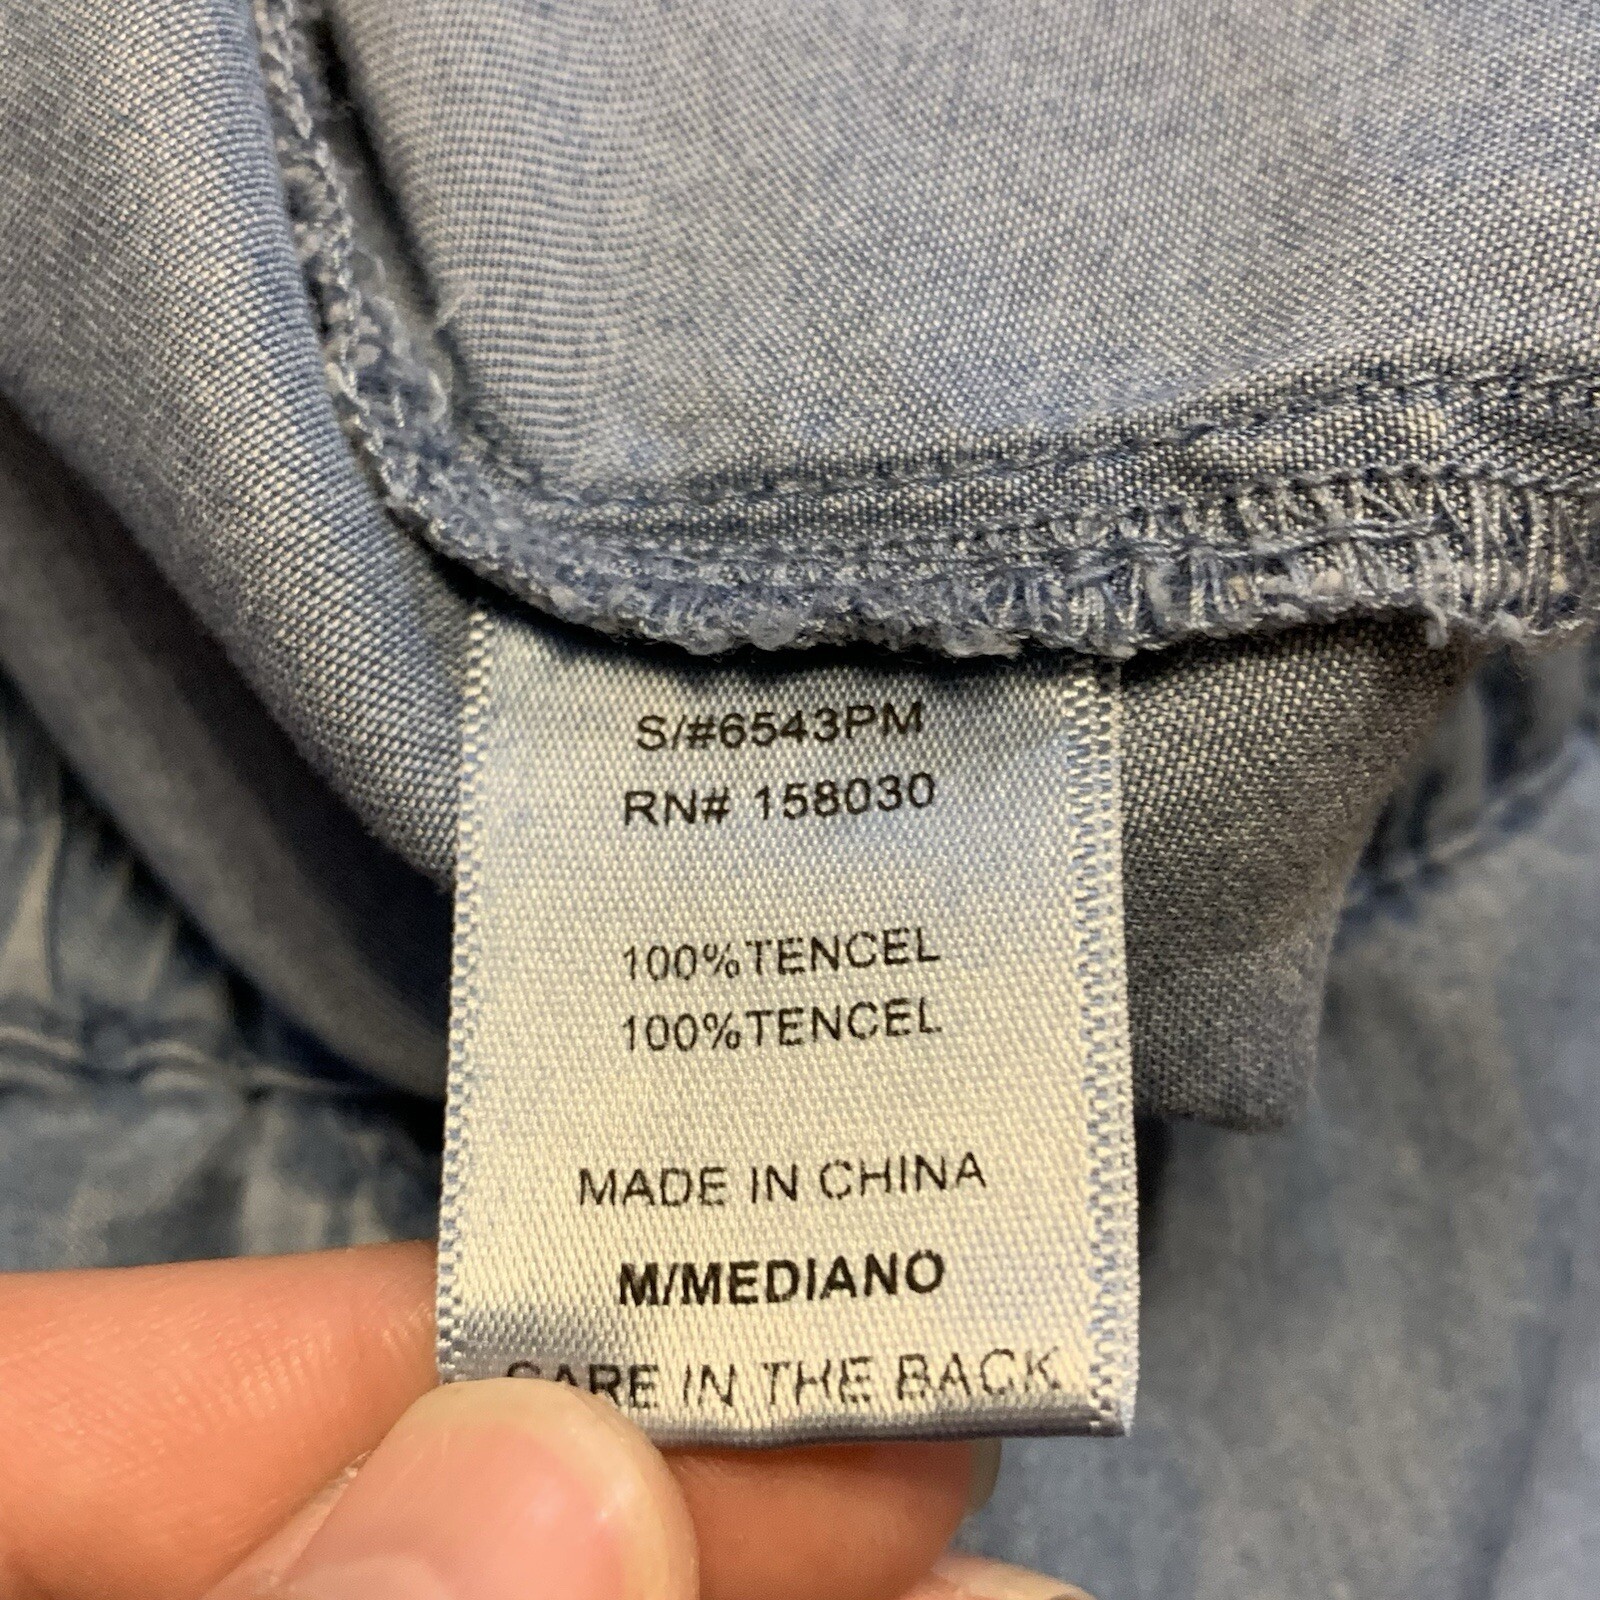 S/#6543PM
RN# 158030
100%TENCEL
100%TENCEL
MADE IN CHINA
M/MEDIANO
CARE IN THE BACK